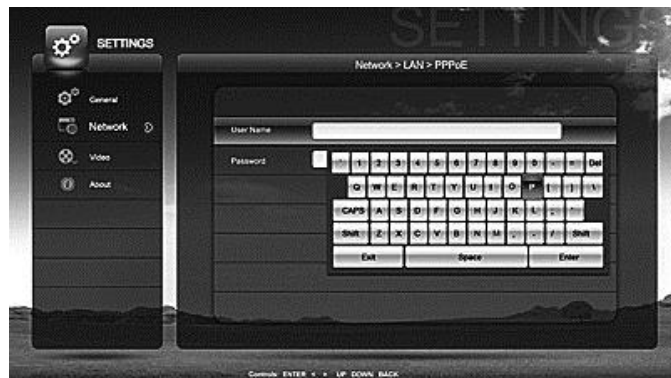 SETTINGS
SETTINGS
Network > LAN > PPPoE
General
Network
Video
About
User Name
Password
` 1 2 3 4 5 6 7 8 9 0 - = Del
Q W E R T Y U I O P [ ] \
CAPS A S D F G H J K L ;
Shift Z X C V B N M , . / Shift
Exit Space Enter
Controls ENTER < > UP DOWN BACK